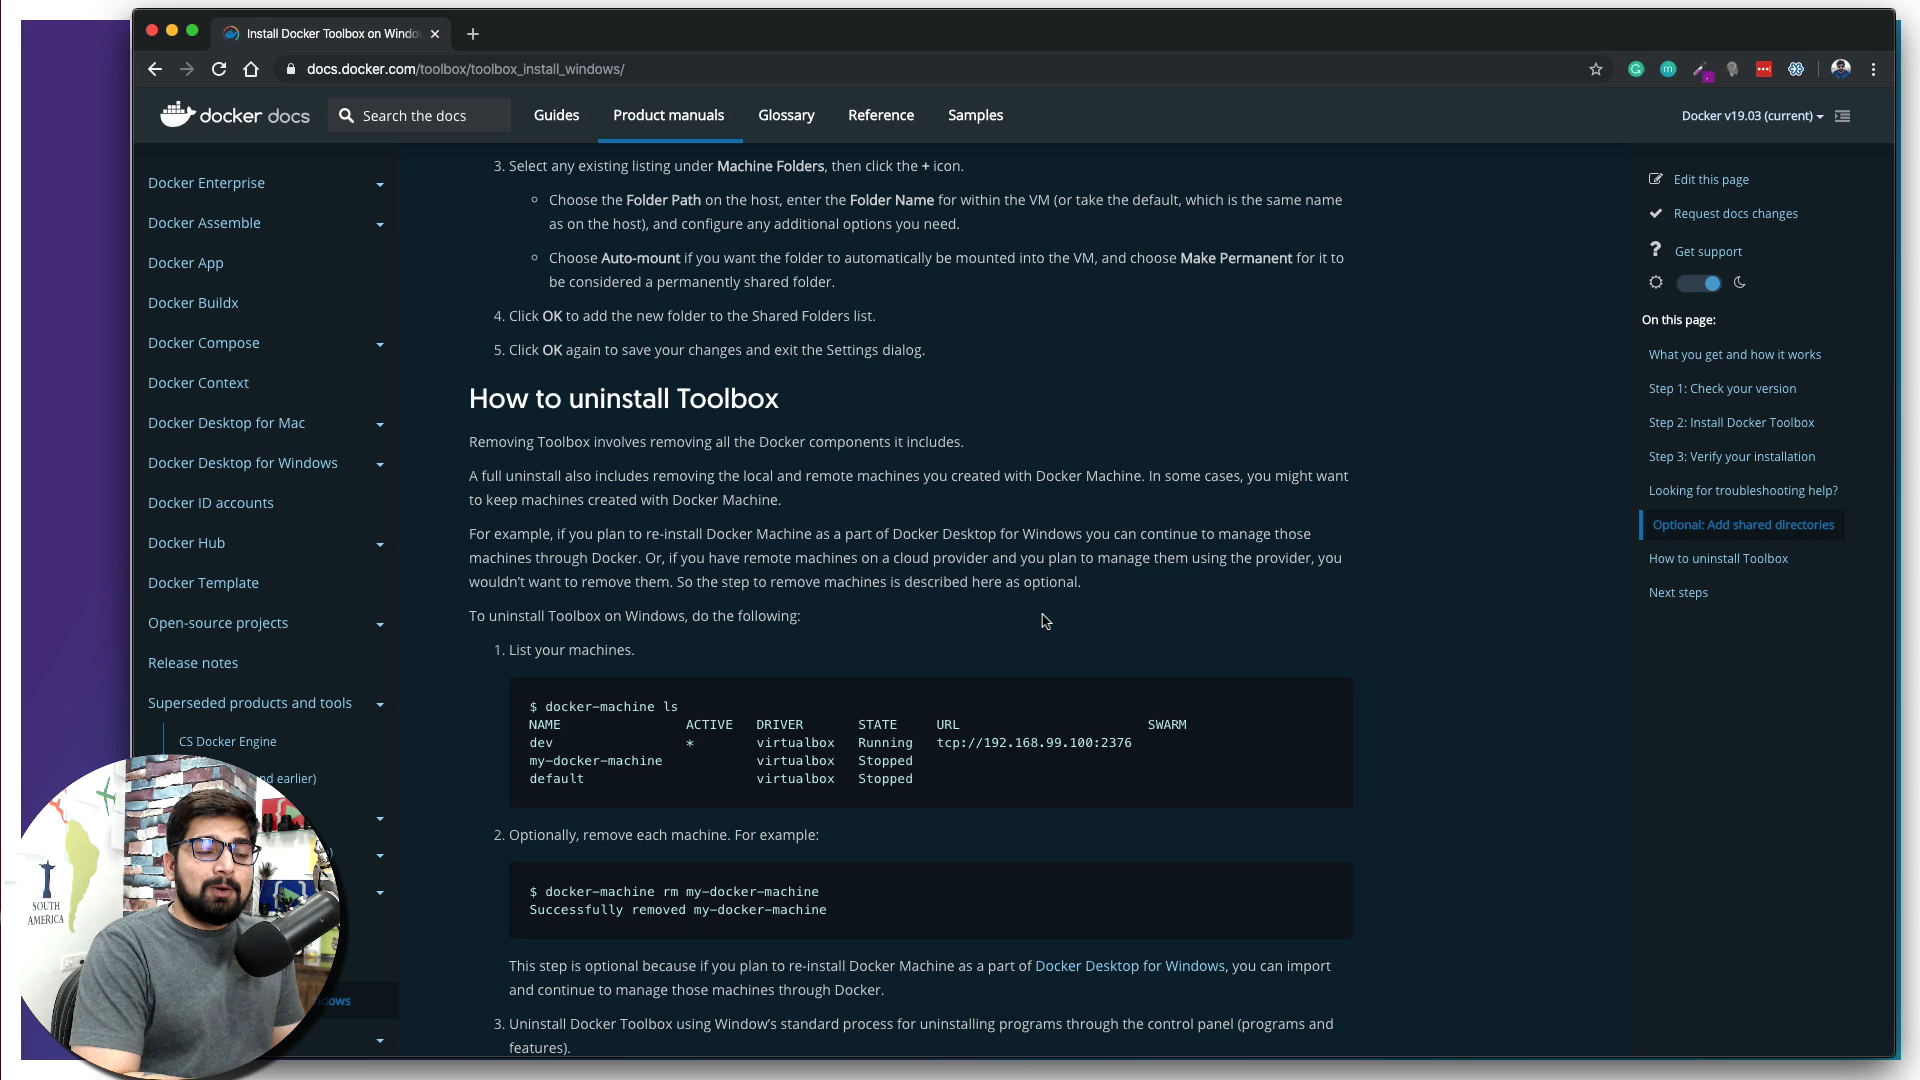 Install Docker Toolbox on Windo
docs.docker.com/toolbox/toolbox_install_windows/
docker docs
Search the docs
Guides
Product manuals
Glossary
Reference
Samples
Docker v19.03 (current)
Docker Enterprise
Docker Assemble
Docker App
Docker Buildx
Docker Compose
Docker Context
Docker Desktop for Mac
Docker Desktop for Windows
Docker ID accounts
Docker Hub
Docker Template
Open-source projects
Release notes
Superseded products and tools
CS Docker Engine
nd earlier)
dows
SOUTH
AMERICA
3. Select any existing listing under Machine Folders, then click the + icon.
Choose the Folder Path on the host, enter the Folder Name for within the VM (or take the default, which is the same name
as on the host), and configure any additional options you need.
Choose Auto-mount if you want the folder to automatically be mounted into the VM, and choose Make Permanent for it to
be considered a permanently shared folder.
4. Click OK to add the new folder to the Shared Folders list.
5. Click OK again to save your changes and exit the Settings dialog.
How to uninstall Toolbox
Removing Toolbox involves removing all the Docker components it includes.
A full uninstall also includes removing the local and remote machines you created with Docker Machine. In some cases, you might want
to keep machines created with Docker Machine.
For example, if you plan to re-install Docker Machine as a part of Docker Desktop for Windows you can continue to manage those
machines through Docker. Or, if you have remote machines on a cloud provider and you plan to manage them using the provider, you
wouldn't want to remove them. So the step to remove machines is described here as optional.
To uninstall Toolbox on Windows, do the following:
1. List your machines.
$ docker-machine ls
NAME ACTIVE DRIVER STATE URL SWARM
dev * virtualbox Running tcp://192.168.99.100:2376
my-docker-machine virtualbox Stopped
default virtualbox Stopped
2. Optionally, remove each machine. For example:
$ docker-machine rm my-docker-machine
Successfully removed my-docker-machine
This step is optional because if you plan to re-install Docker Machine as a part of Docker Desktop for Windows, you can import
and continue to manage those machines through Docker.
3. Uninstall Docker Toolbox using Window's standard process for uninstalling programs through the control panel (programs and
features).
Edit this page
Request docs changes
Get support
On this page:
What you get and how it works
Step 1: Check your version
Step 2: Install Docker Toolbox
Step 3: Verify your installation
Looking for troubleshooting help?
Optional: Add shared directories
How to uninstall Toolbox
Next steps